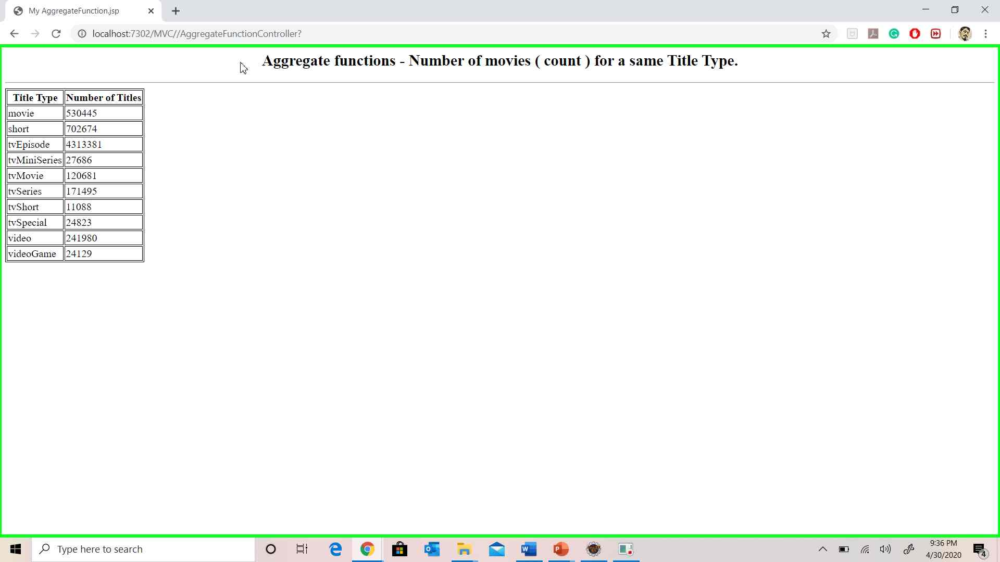 My AggregateFunction.jsp
localhost:7302/MVC//AggregateFunctionController?
Aggregate functions - Number of movies ( count ) for a same Title Type.
Title Type Number of Titles
movie 530445
short 702674
tvEpisode 4313381
tvMiniSeries 27686
tvMovie 120681
tvSeries 171495
tvShort 11088
tvSpecial 24823
video 241980
videoGame 24129
Type here to search
9:36 PM
4/30/2020
4